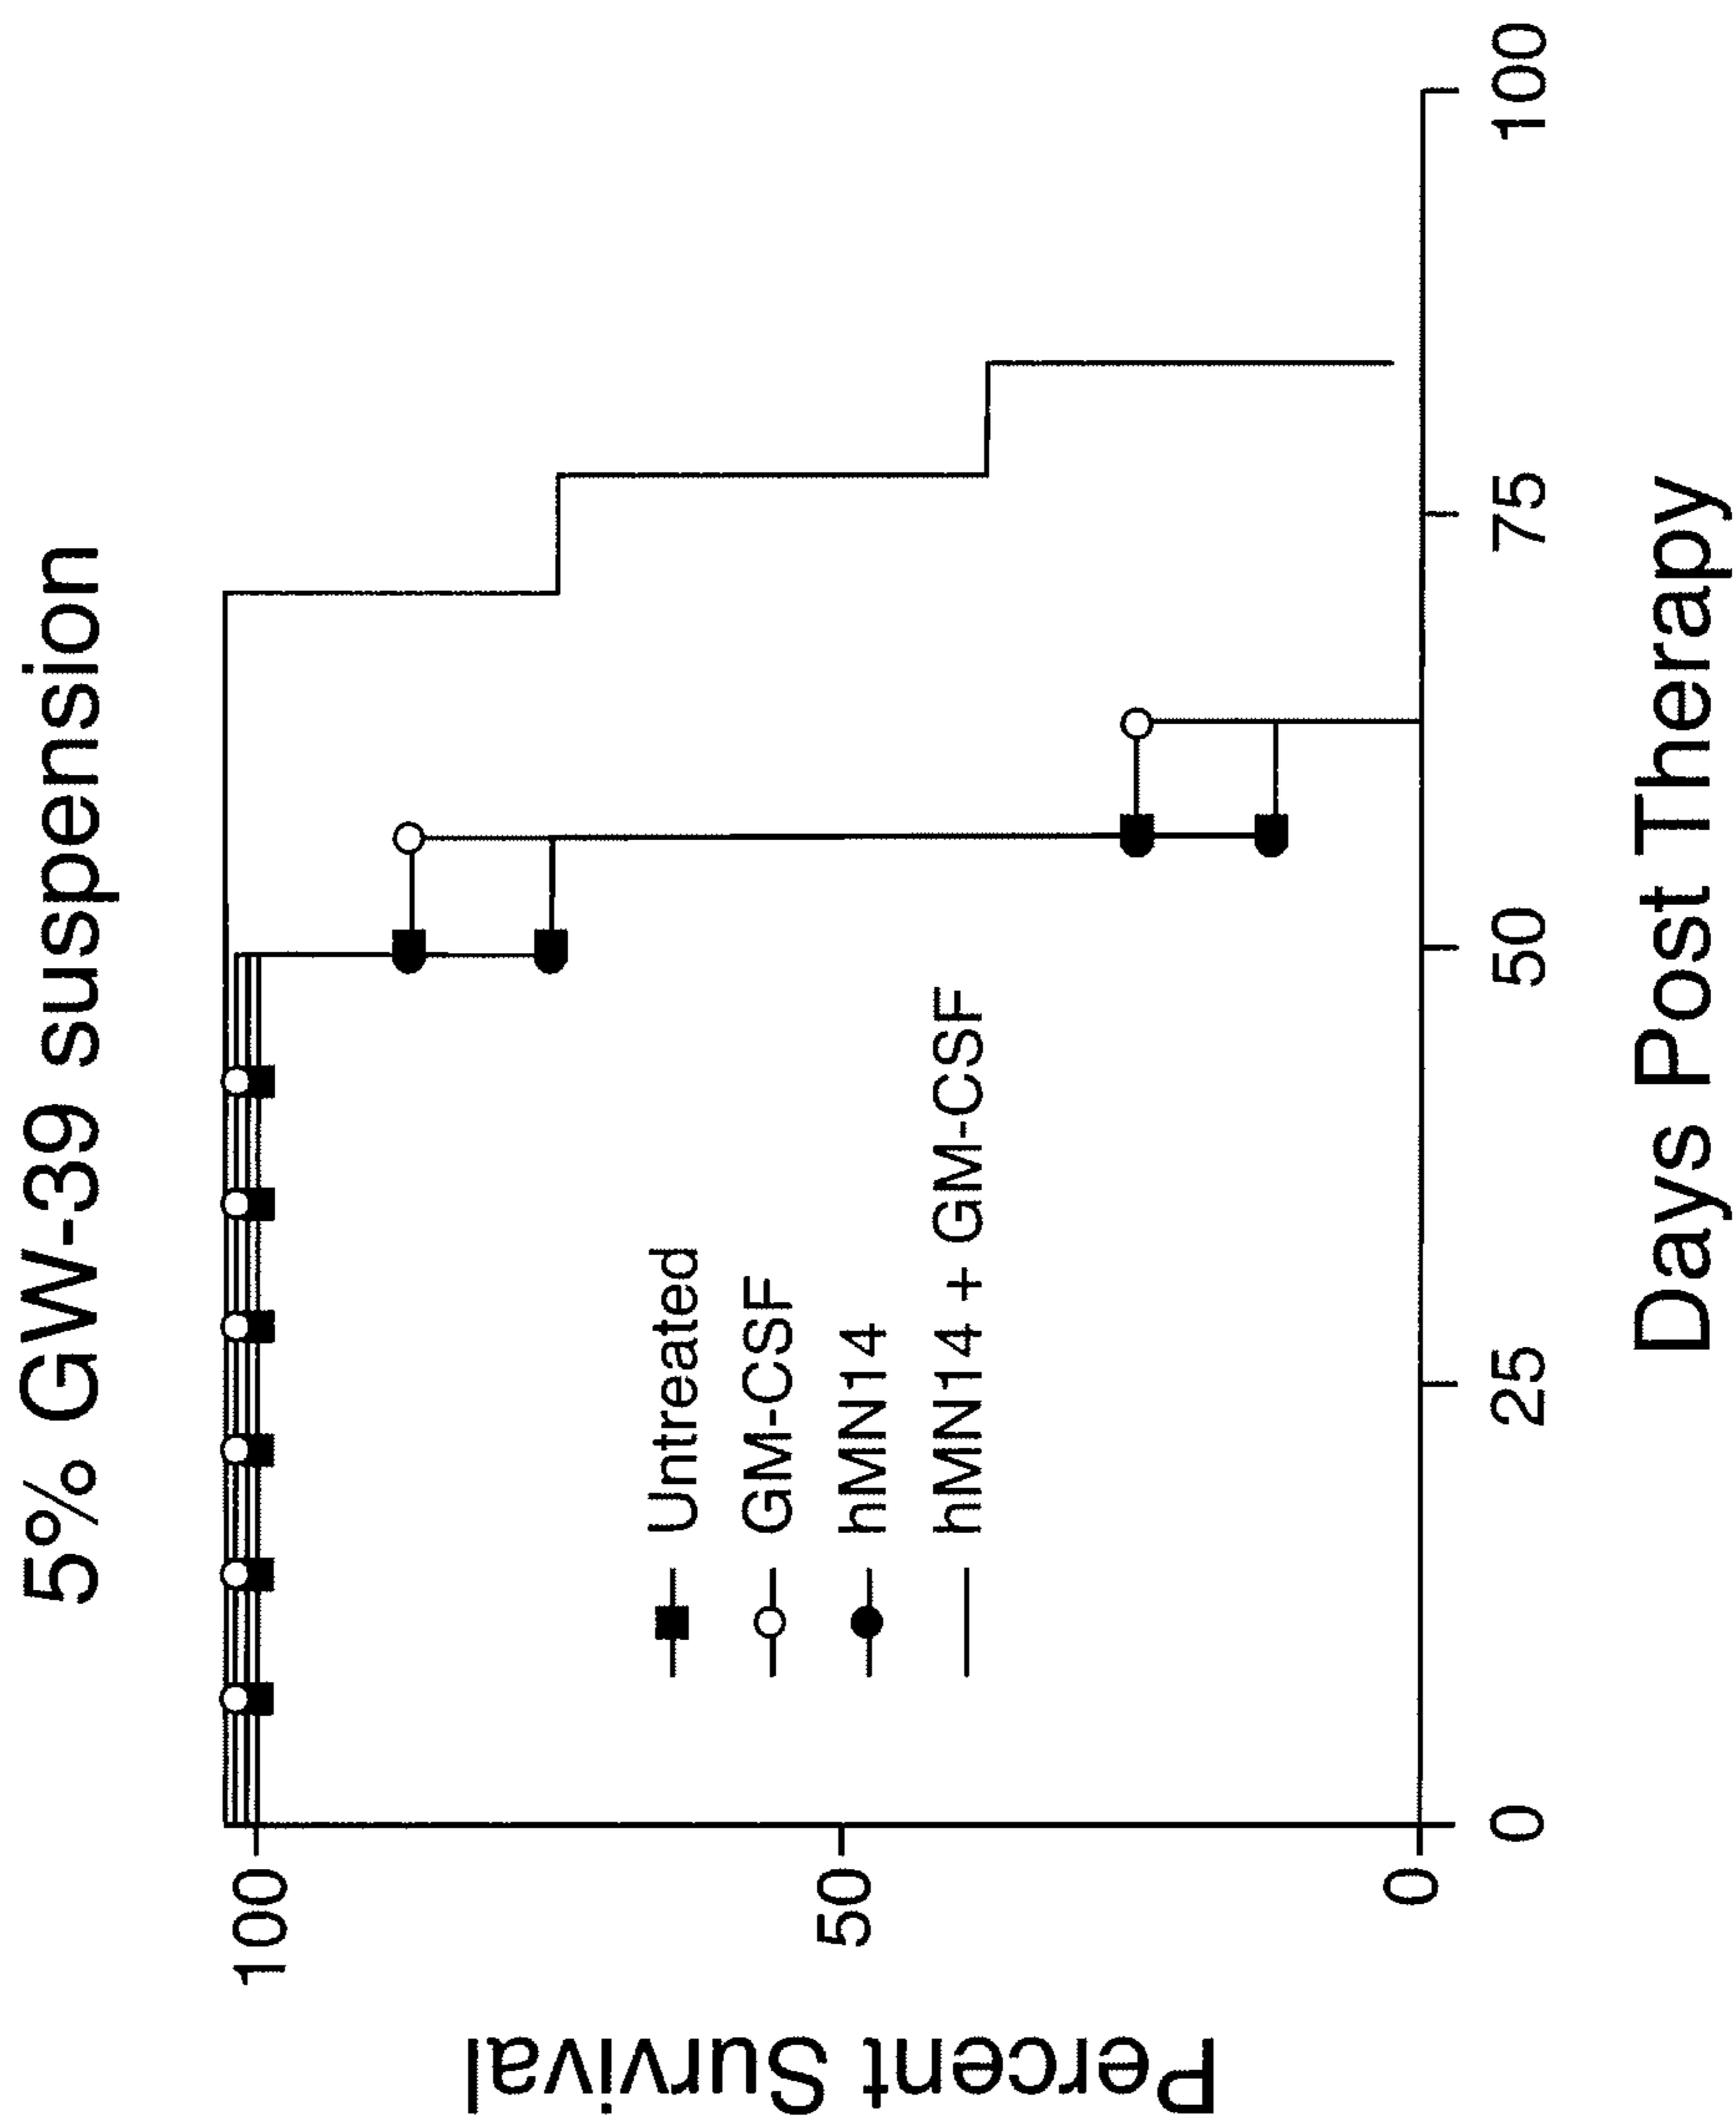 5% GW-39 suspension
Percent Survival
100
50
0
Untreated
GM-CSF
hMN14
hMN14 + GM-CSF
0
25
50
75
100
Days Post Therapy